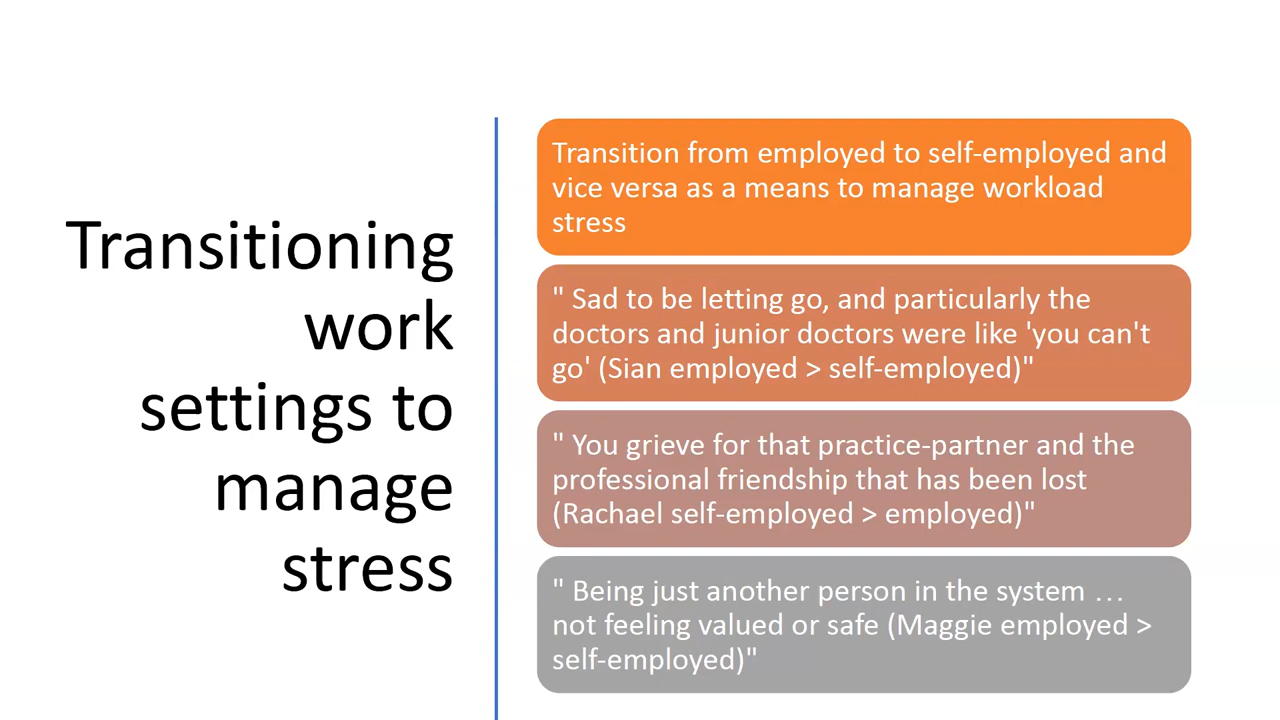 Transitioning
work
settings to
manage
stress
Transition from employed to self-employed and
vice versa as a means to manage workload
stress
" Sad to be letting go, and particularly the
doctors and junior doctors were like 'you can't
go' (Sian employed > self-employed)"
" You grieve for that practice-partner and the
professional friendship that has been lost
(Rachael self-employed > employed)"
" Being just another person in the system …
not feeling valued or safe (Maggie employed >
self-employed)"